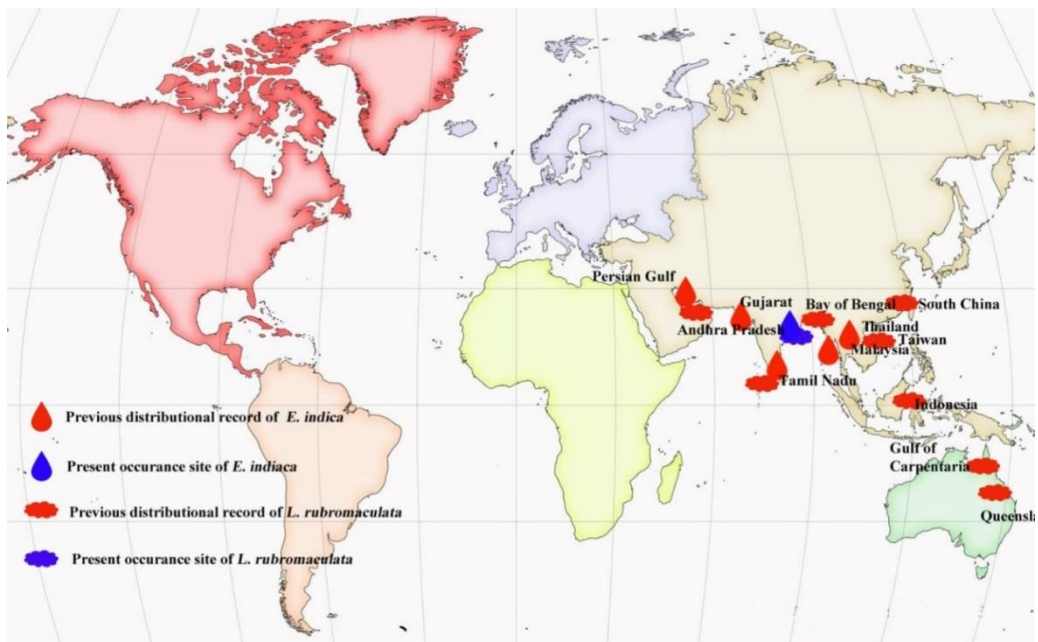 Persian Gulf
Gujarat
Bay of Bengal
South China
Andhra Pradesh
Thailand
Taiwan
Malaysia
Tamil Nadu
Indonesia
Gulf of
Carpentaria
Queensla
Previous distributional record of E. indica
Present occurance site of E. indiaca
Previous distributional record of L. rubromaculata
Present occurance site of L. rubromaculata